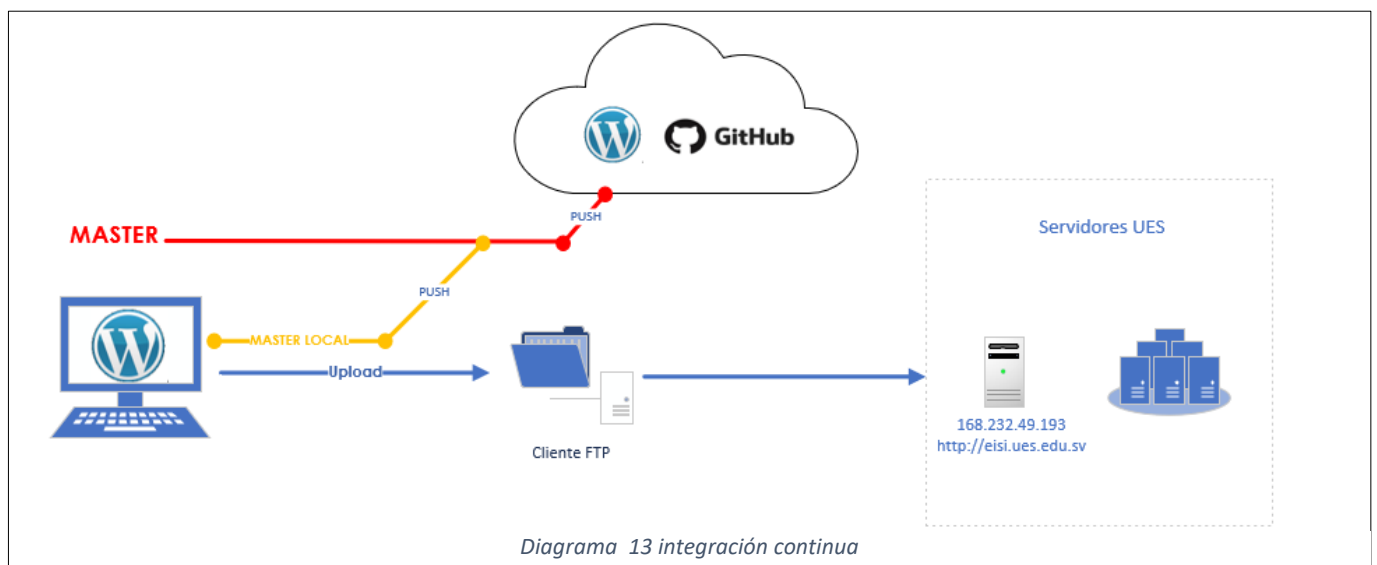 GitHub
PUSH
MASTER
Servidores UES
PUSH
MASTER LOCAL
Upload
168.232.49.193
http://eisi.ues.edu.sv
Cliente FTP
Diagrama 13 integración continua